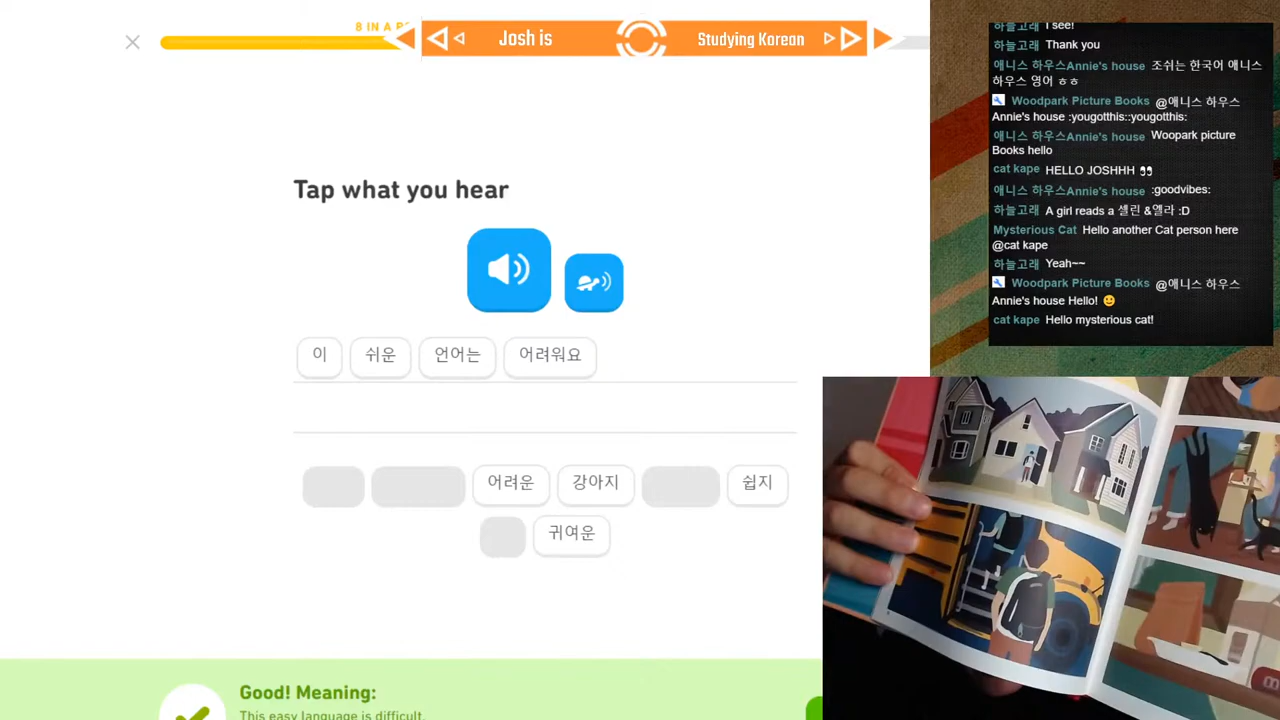 8 IN A R
Josh is
Studying Korean
Tap what you hear
이 쉬운 언어는 어려워요
어려운 강아지 쉽지
귀여운
Good! Meaning:
This easy language is difficult.
하늘고래 I see!
하늘고래 Thank you
애니스 하우스Annie's house 조쉬는 한국어 애니스
하우스 영어 ㅎㅎ
Woodpark Picture Books @애니스 하우스
Annie's house :yougotthis::yougotthis:
애니스 하우스Annie's house Woopark picture
Books hello
cat kape HELLO JOSHHH 👀
애니스 하우스Annie's house :goodvibes:
하늘고래 A girl reads a 셀린 &엘라 :D
Mysterious Cat Hello another Cat person here
@cat kape
하늘고래 Yeah~~
Woodpark Picture Books @애니스 하우스
Annie's house Hello! 🙂
cat kape Hello mysterious cat!